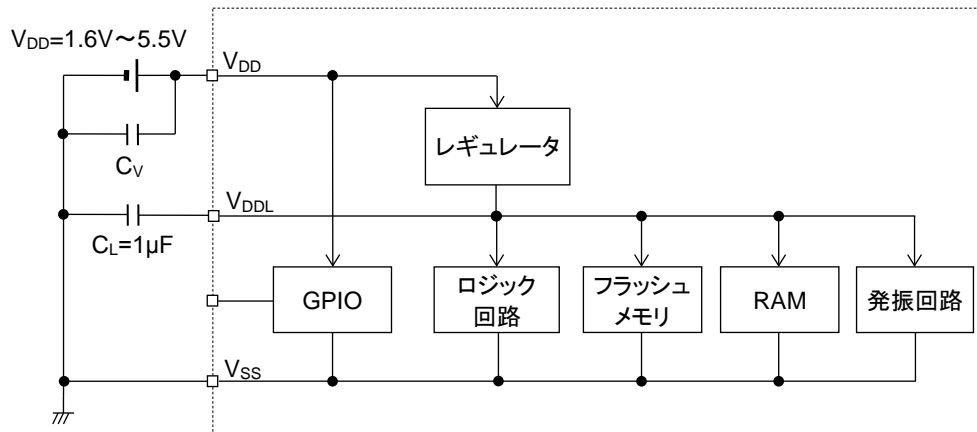 VDD=1.6V～5.5V
VDD
レギュレータ
CV
VDDL
CL=1μF
GPIO
ロジック
回路
フラッシュ
メモリ
RAM
発振回路
VSS